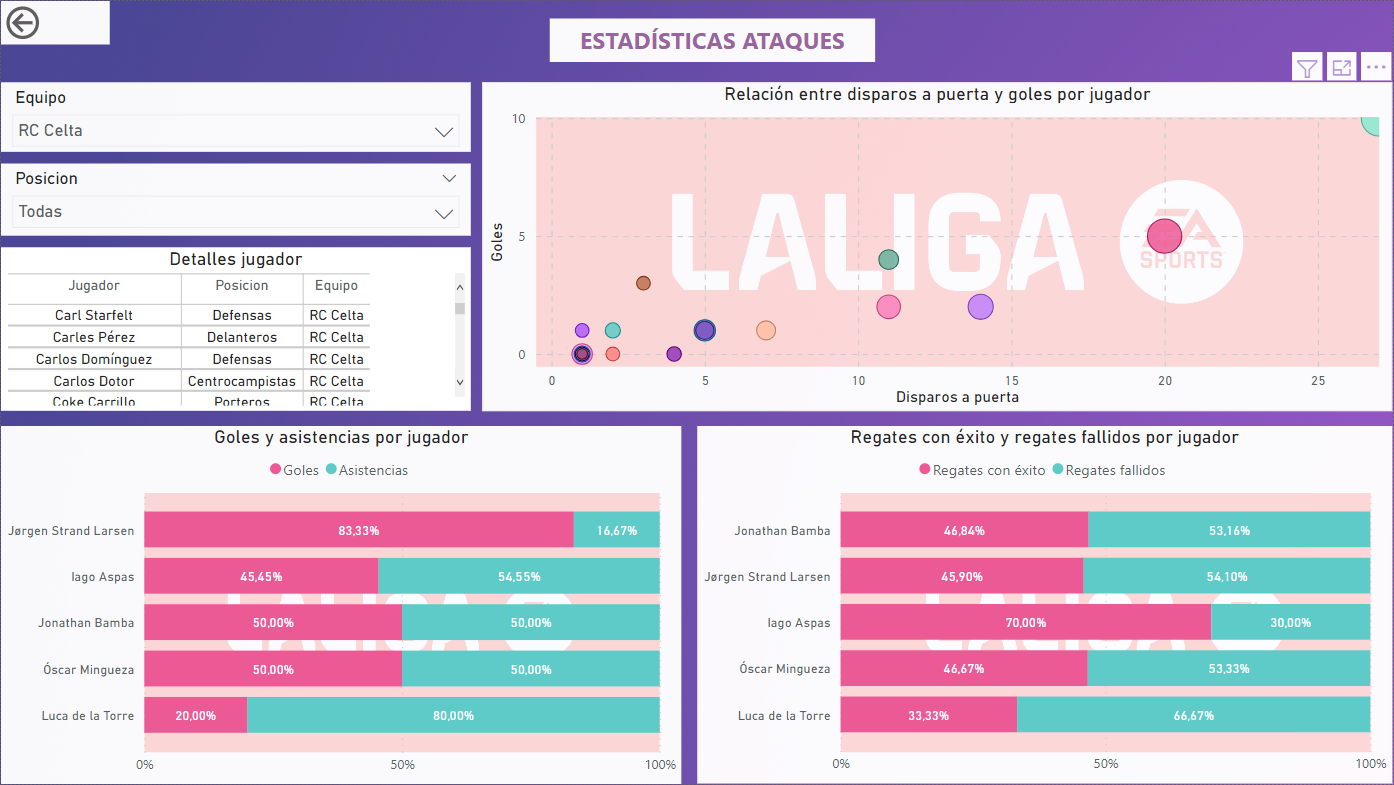 ESTADÍSTICAS ATAQUES
Equipo
RC Celta
Posicion
Todas
Detalles jugador
Jugador Posicion Equipo
Carl Starfelt Defensas RC Celta
Carles Pérez Delanteros RC Celta
Carlos Domínguez Defensas RC Celta
Carlos Dotor Centrocampistas RC Celta
Coke Carrillo Porteros RC Celta
Relación entre disparos a puerta y goles por jugador
LALIGA
EA
SPORTS
Goles
10
5
0
0 5 10 15 20 25
Disparos a puerta
Goles y asistencias por jugador
Goles Asistencias
Jørgen Strand Larsen 83,33% 16,67%
Iago Aspas 45,45% 54,55%
Jonathan Bamba 50,00% 50,00%
Óscar Mingueza 50,00% 50,00%
Luca de la Torre 20,00% 80,00%
0% 50% 100%
Regates con éxito y regates fallidos por jugador
Regates con éxito Regates fallidos
Jonathan Bamba 46,84% 53,16%
Jørgen Strand Larsen 45,90% 54,10%
Iago Aspas 70,00% 30,00%
Óscar Mingueza 46,67% 53,33%
Luca de la Torre 33,33% 66,67%
0% 50% 100%